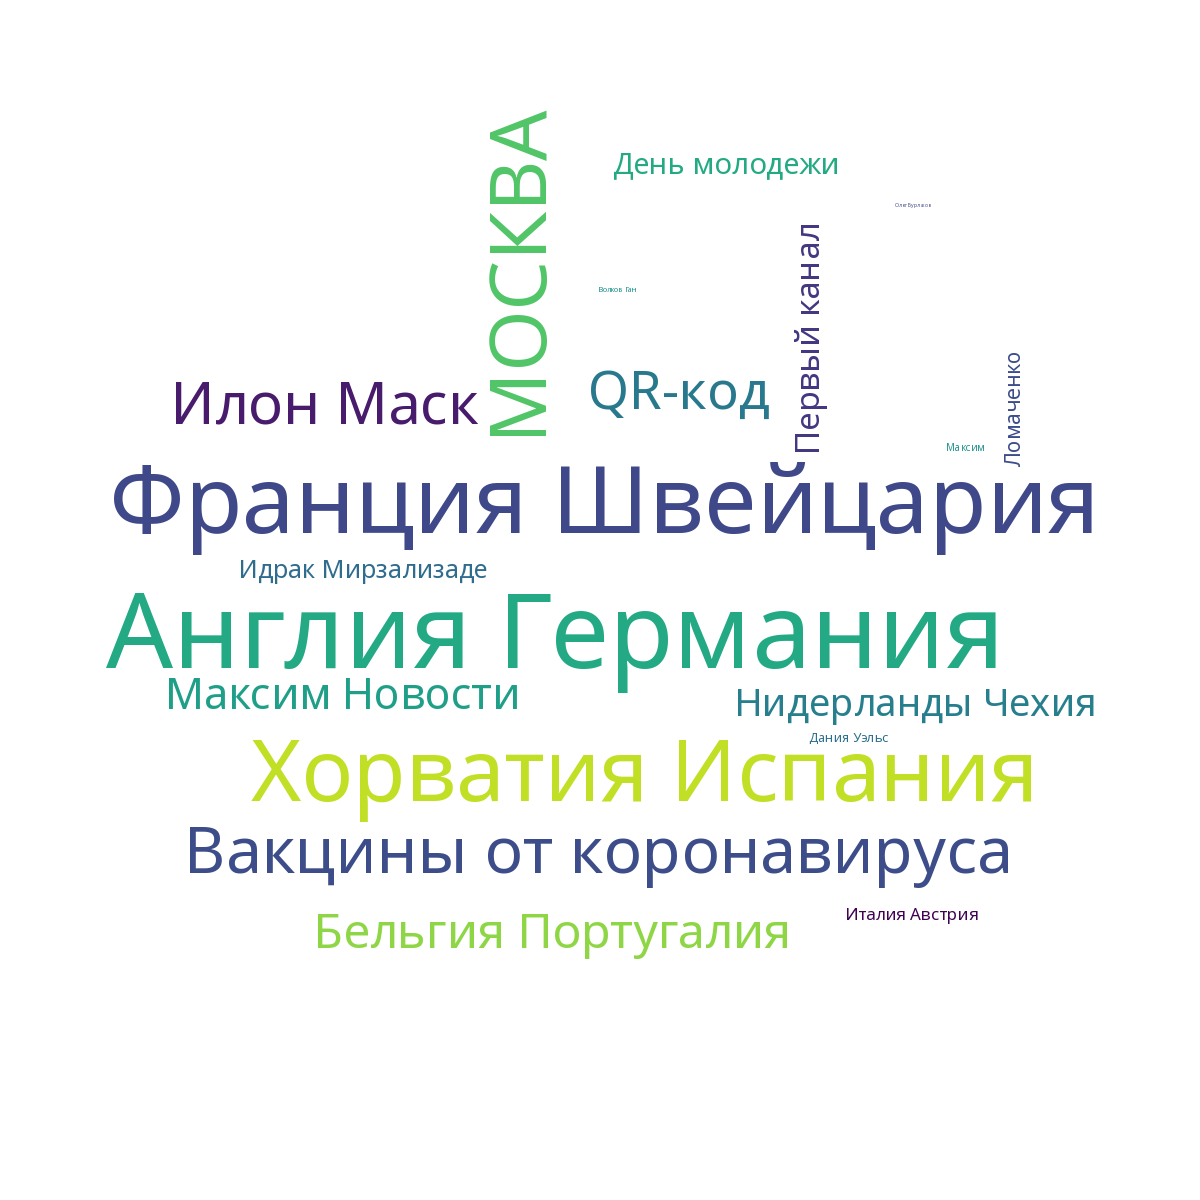 МОСКВА
День молодежи
Олег Бурлаков
Первый канал
Волков Ган
Ломаченко
QR-код
Илон Маск
Максим
Франция Швейцария
Идрак Мирзализаде
Англия Германия
Максим Новости
Нидерланды Чехия
Дания Уэльс
Хорватия Испания
Вакцины от коронавируса
Италия Австрия
Бельгия Португалия